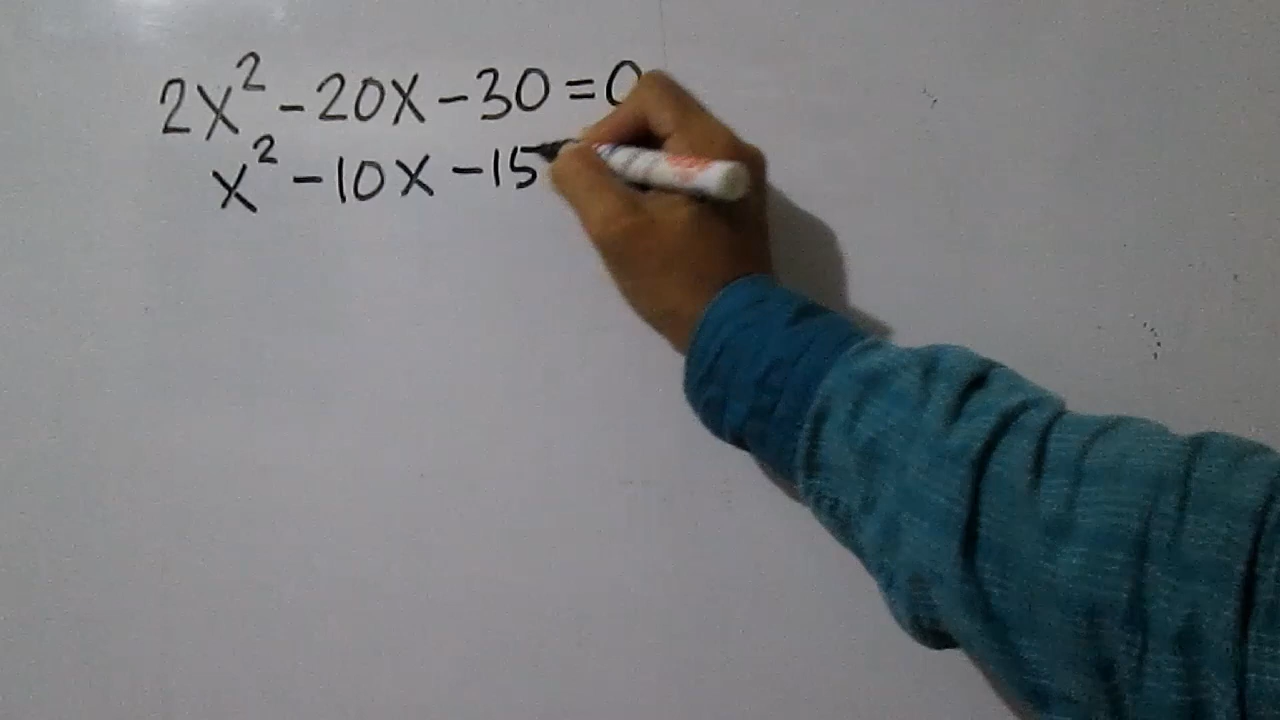 2x² - 20x - 30 = 0
x² - 10x - 15